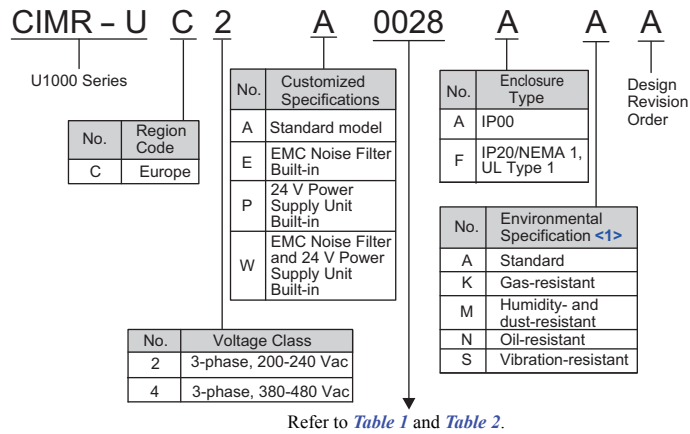 CIMR – U C 2 A 0028 A A A
U1000 Series
No. Region Code
C Europe
No. Customized Specifications
A Standard model
E EMC Noise Filter Built-in
P 24 V Power Supply Unit Built-in
W EMC Noise Filter and 24 V Power Supply Unit Built-in
No. Enclosure Type
A IP00
F IP20/NEMA 1, UL Type 1
Design
Revision
Order
No. Environmental Specification <1>
A Standard
K Gas-resistant
M Humidity- and dust-resistant
N Oil-resistant
S Vibration-resistant
No. Voltage Class
2 3-phase, 200-240 Vac
4 3-phase, 380-480 Vac
Refer to Table 1 and Table 2.